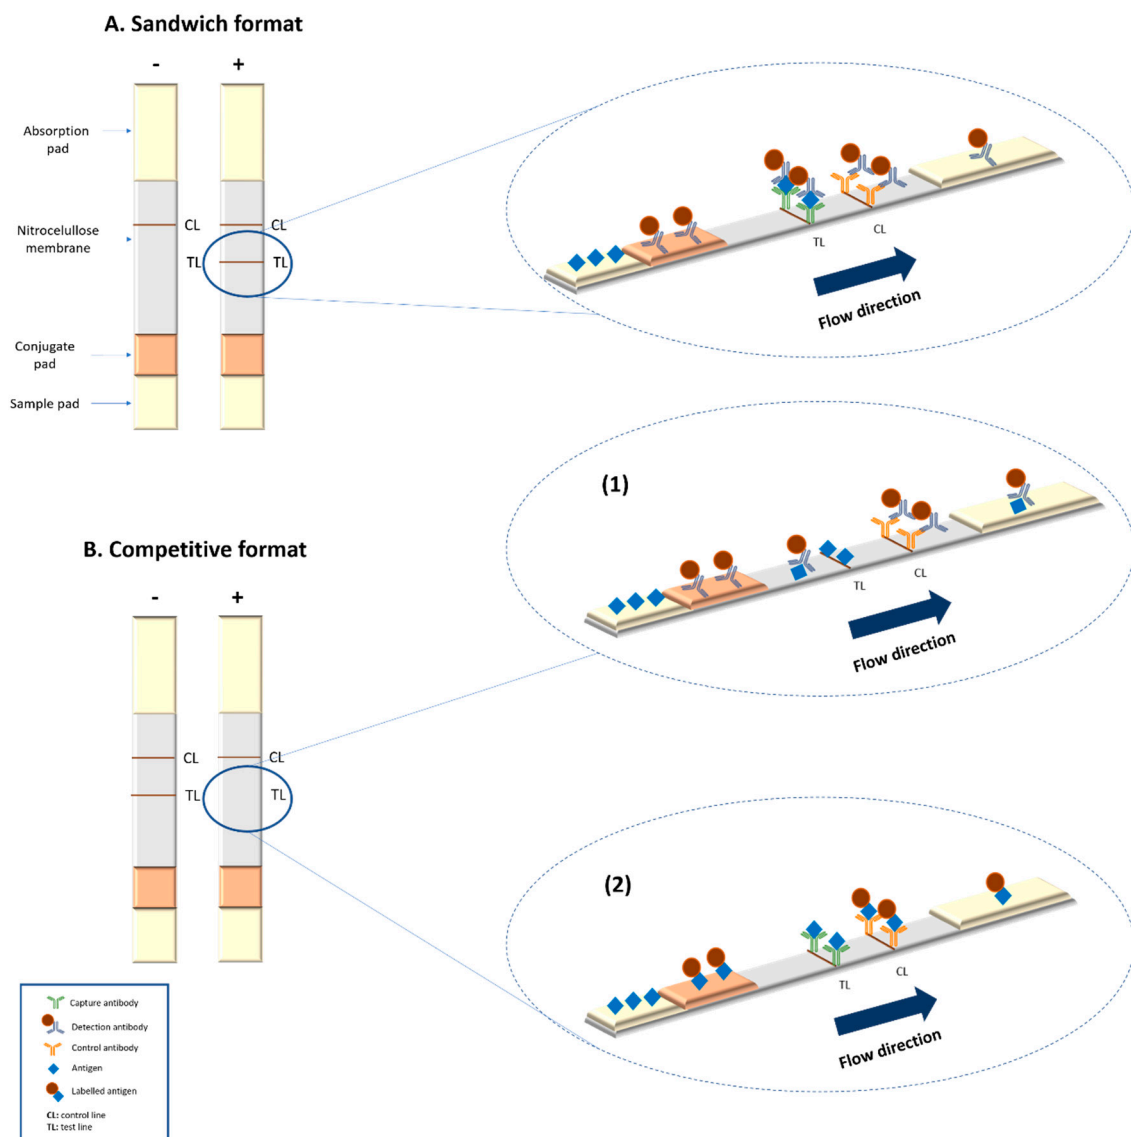 A. Sandwich format
-
+
Absorption
pad
Nitrocelullose
membrane
CL
CL
TL
Conjugate
pad
Sample pad
TL
CL
Flow direction
B. Competitive format
-
+
CL
CL
TL
TL
(1)
TL
CL
Flow direction
(2)
TL
CL
Flow direction
Capture antibody
Detection antibody
Control antibody
Antigen
Labelled antigen
CL: control line
TL: test line